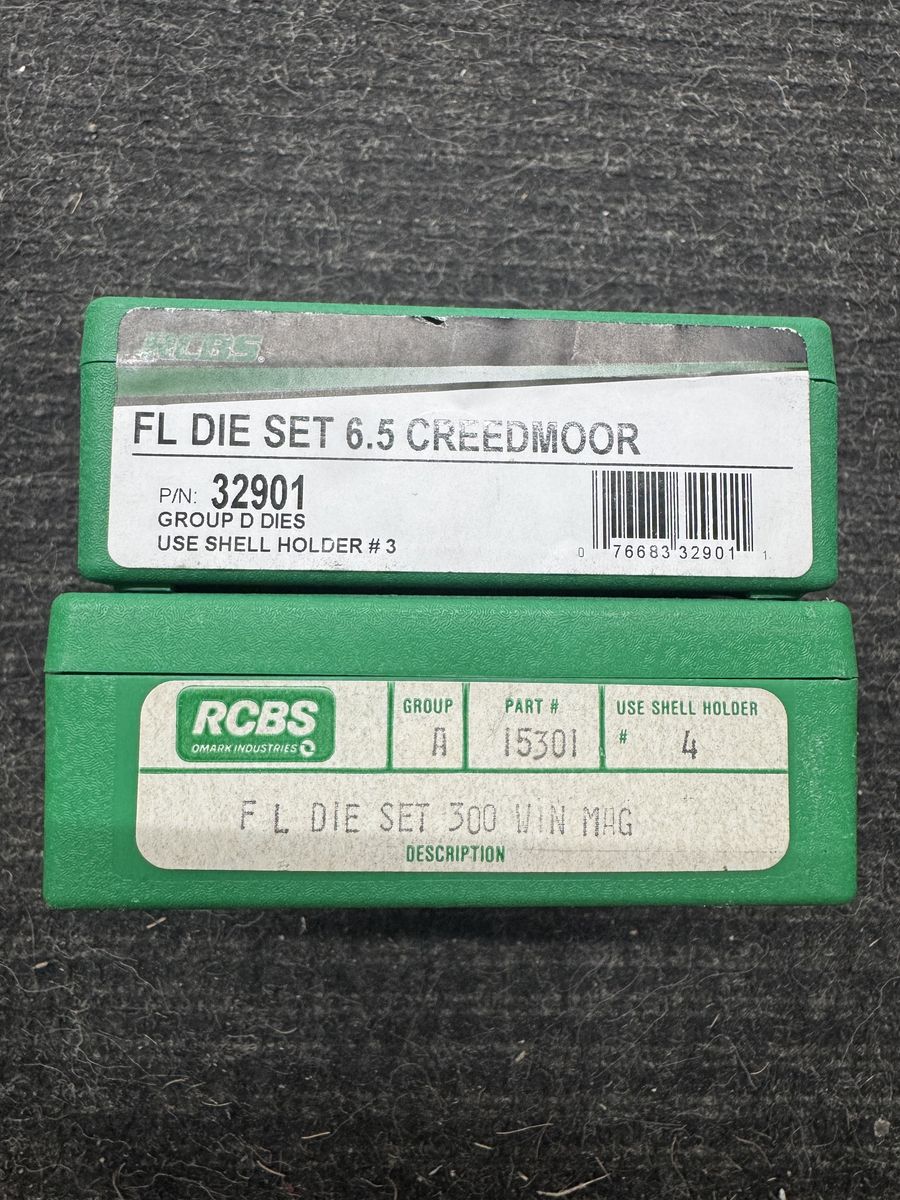 RCBS®
FL DIE SET 6.5 CREEDMOOR
P/N: 32901
GROUP D DIES
USE SHELL HOLDER # 3
0 76683 32901 1
RCBS
OMARK INDUSTRIES
GROUP
A
PART #
15301
USE SHELL HOLDER
# 4
F L DIE SET 300 WIN MAG
DESCRIPTION